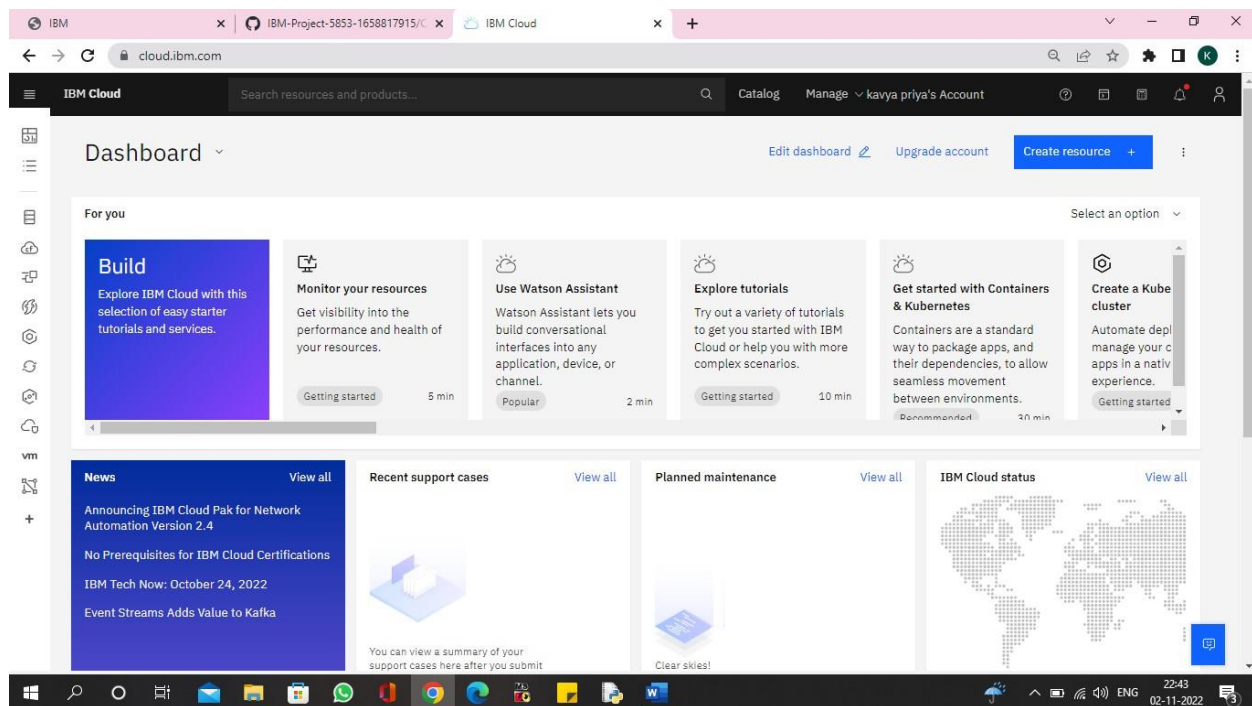 IBM
IBM-Project-5853-1658817915/C
IBM Cloud
cloud.ibm.com
K
IBM Cloud
Search resources and products...
Catalog
Manage
kavya priya's Account
Dashboard
Edit dashboard
Upgrade account
Create resource +
For you
Select an option
Build
Explore IBM Cloud with this
selection of easy starter
tutorials and services.
Monitor your resources
Get visibility into the
performance and health of
your resources.
Getting started
5 min
Use Watson Assistant
Watson Assistant lets you
build conversational
interfaces into any
application, device, or
channel.
Popular
2 min
Explore tutorials
Try out a variety of tutorials
to get you started with IBM
Cloud or help you with more
complex scenarios.
Getting started
10 min
Get started with Containers
& Kubernetes
Containers are a standard
way to package apps, and
their dependencies, to allow
seamless movement
between environments.
Recommended
30 min
Create a Kube
cluster
Automate depl
manage your c
apps in a nativ
experience.
Getting started
vm
News
View all
Announcing IBM Cloud Pak for Network
Automation Version 2.4
No Prerequisites for IBM Cloud Certifications
IBM Tech Now: October 24, 2022
Event Streams Adds Value to Kafka
Recent support cases
View all
You can view a summary of your
support cases here after you submit
Planned maintenance
View all
Clear skies!
IBM Cloud status
View all
ENG
22:43
02-11-2022
3